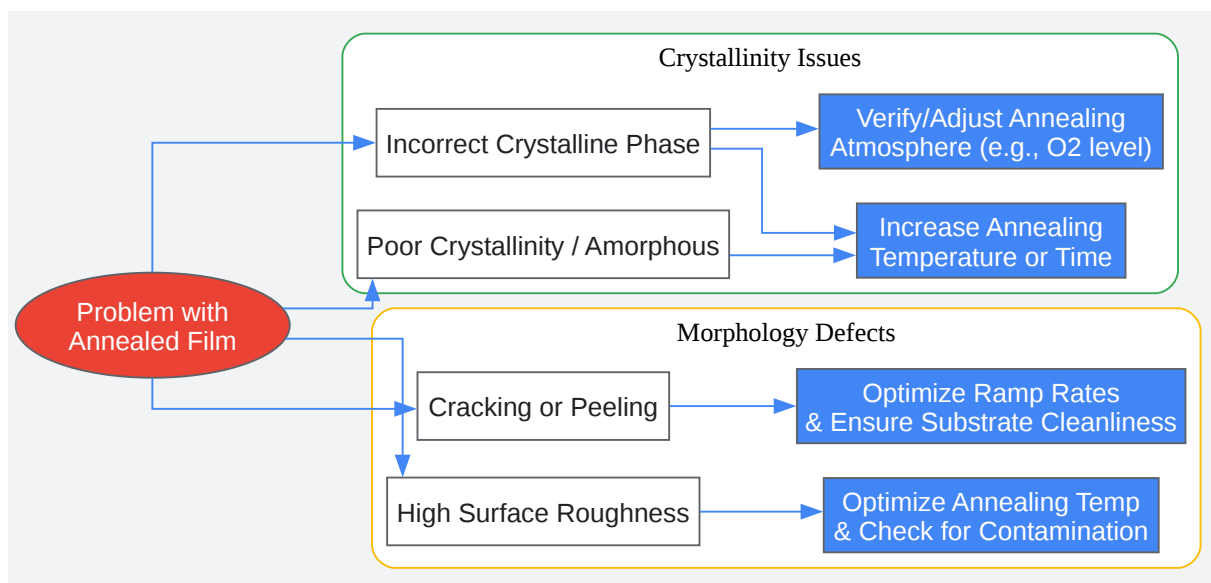 Crystallinity Issues
Incorrect Crystalline Phase
Verify/Adjust Annealing
Atmosphere (e.g., O2 level)
Poor Crystallinity / Amorphous
Increase Annealing
Temperature or Time
Problem with
Annealed Film
Morphology Defects
Cracking or Peeling
Optimize Ramp Rates
& Ensure Substrate Cleanliness
High Surface Roughness
Optimize Annealing Temp
& Check for Contamination